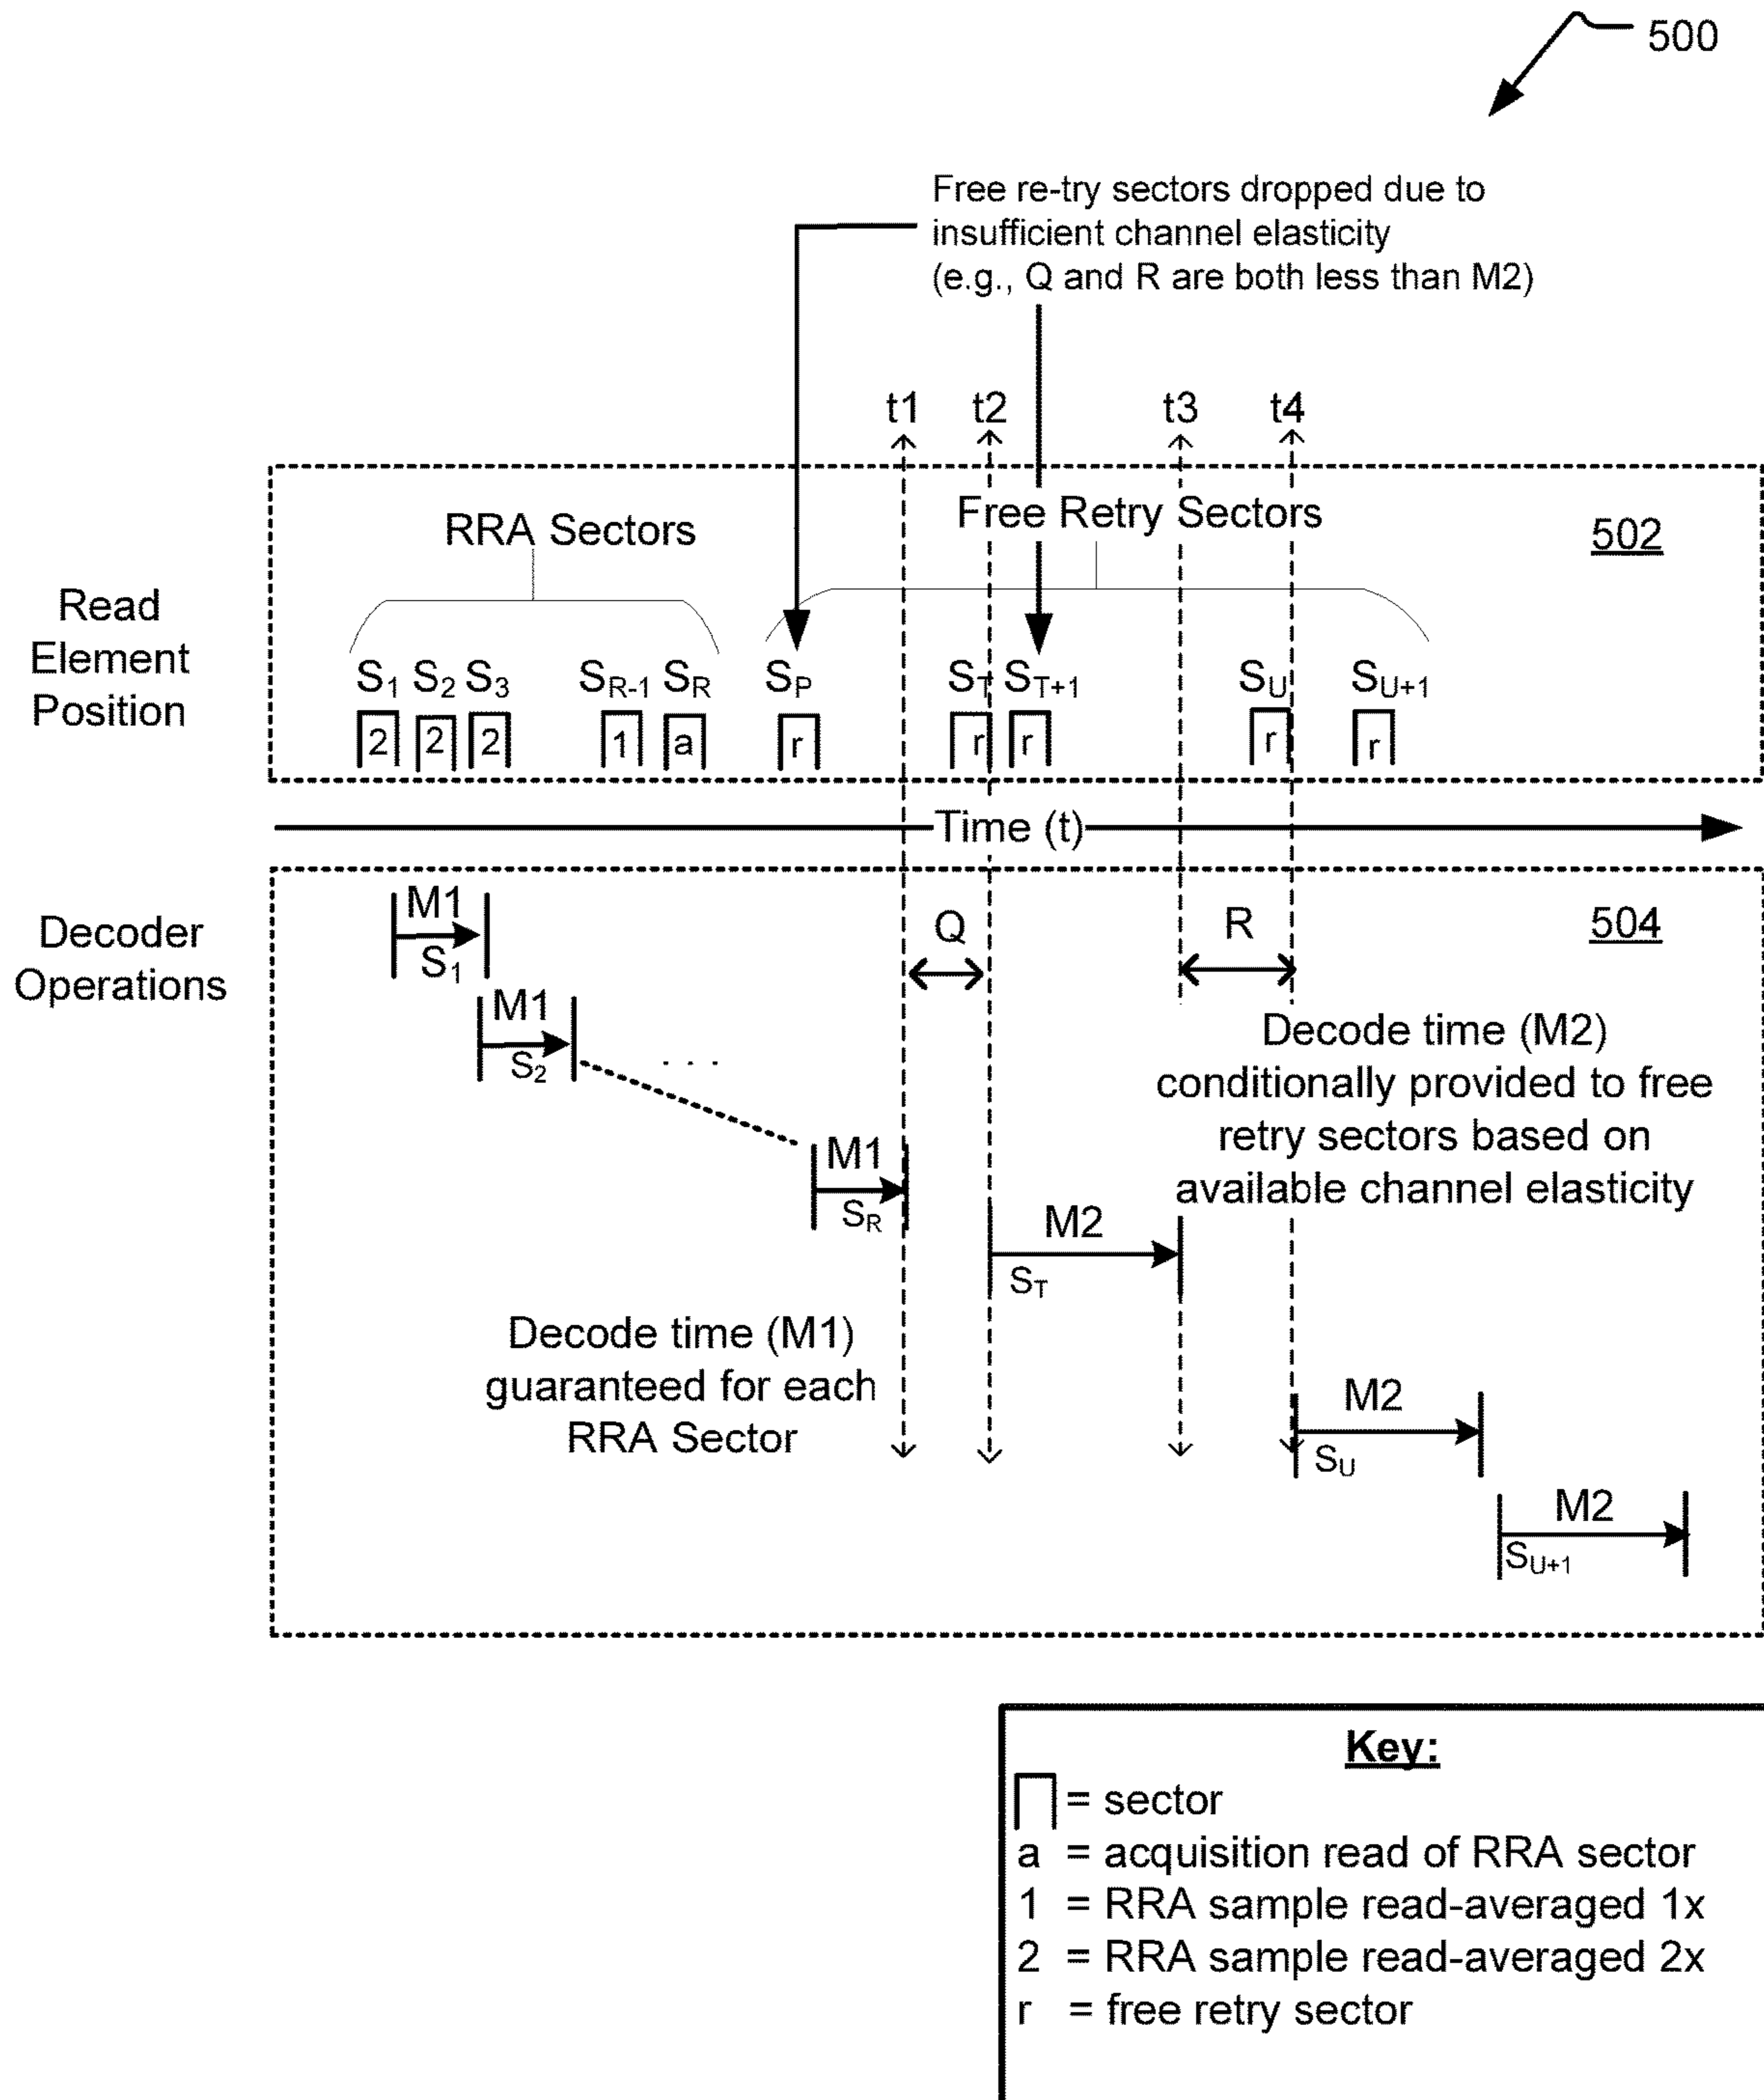 500
Free re-try sectors dropped due to
insufficient channel elasticity
(e.g., Q and R are both less than M2)
t1 t2 t3 t4
RRA Sectors
Free Retry Sectors
502
Read
Element
Position
S1 S2 S3 SR-1 SR SP ST ST+1 SU SU+1
2 2 2 1 a r r r r r
Time (t)
Decoder
Operations
504
M1
S1
M1
S2
. . .
M1
SR
Q
R
Decode time (M2)
conditionally provided to free
retry sectors based on
available channel elasticity
M2
ST
Decode time (M1)
guaranteed for each
RRA Sector
M2
SU
M2
SU+1
Key:
= sector
a = acquisition read of RRA sector
1 = RRA sample read-averaged 1x
2 = RRA sample read-averaged 2x
r = free retry sector